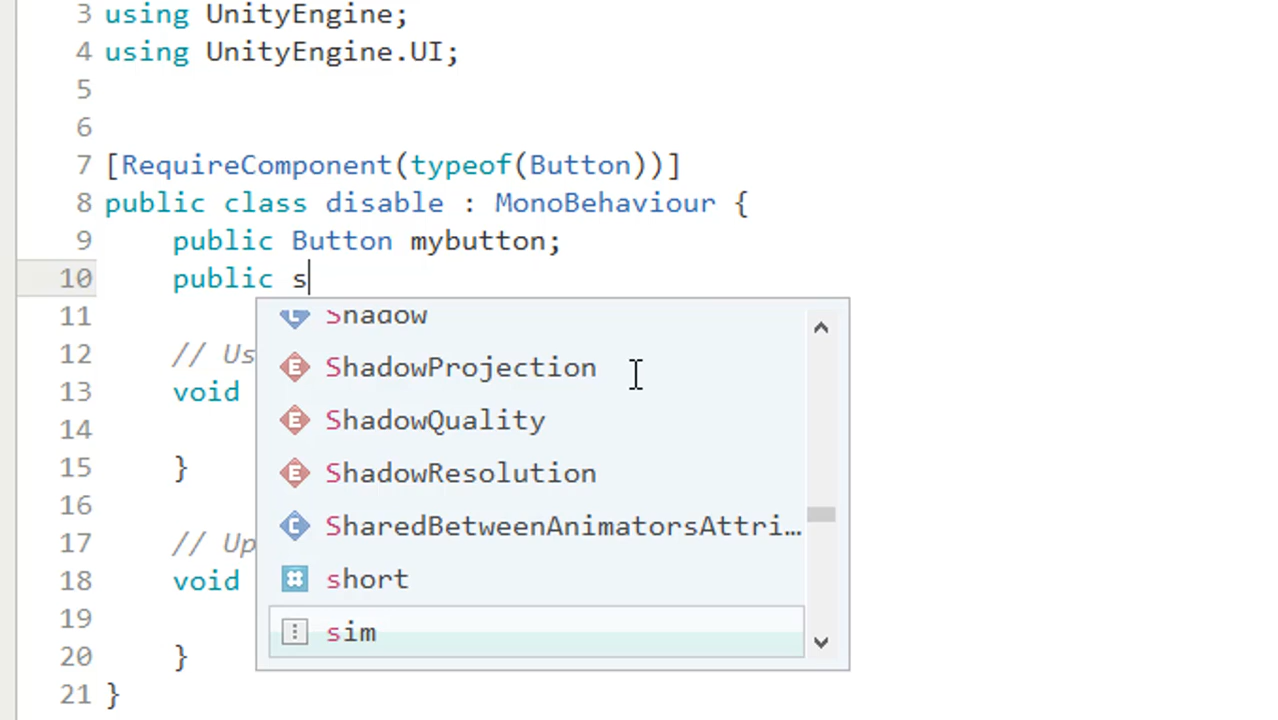 3 using UnityEngine;
4 using UnityEngine.UI;
5
6
7 [RequireComponent(typeof(Button))]
8 public class disable : MonoBehaviour {
9 public Button mybutton;
10 public s
Shadow
11
ShadowProjection
12 // Us
13 void
ShadowQuality
14
ShadowResolution
15 }
16
SharedBetweenAnimatorsAttri…
17 // Up
18 void
short
19
sim
20 }
21 }